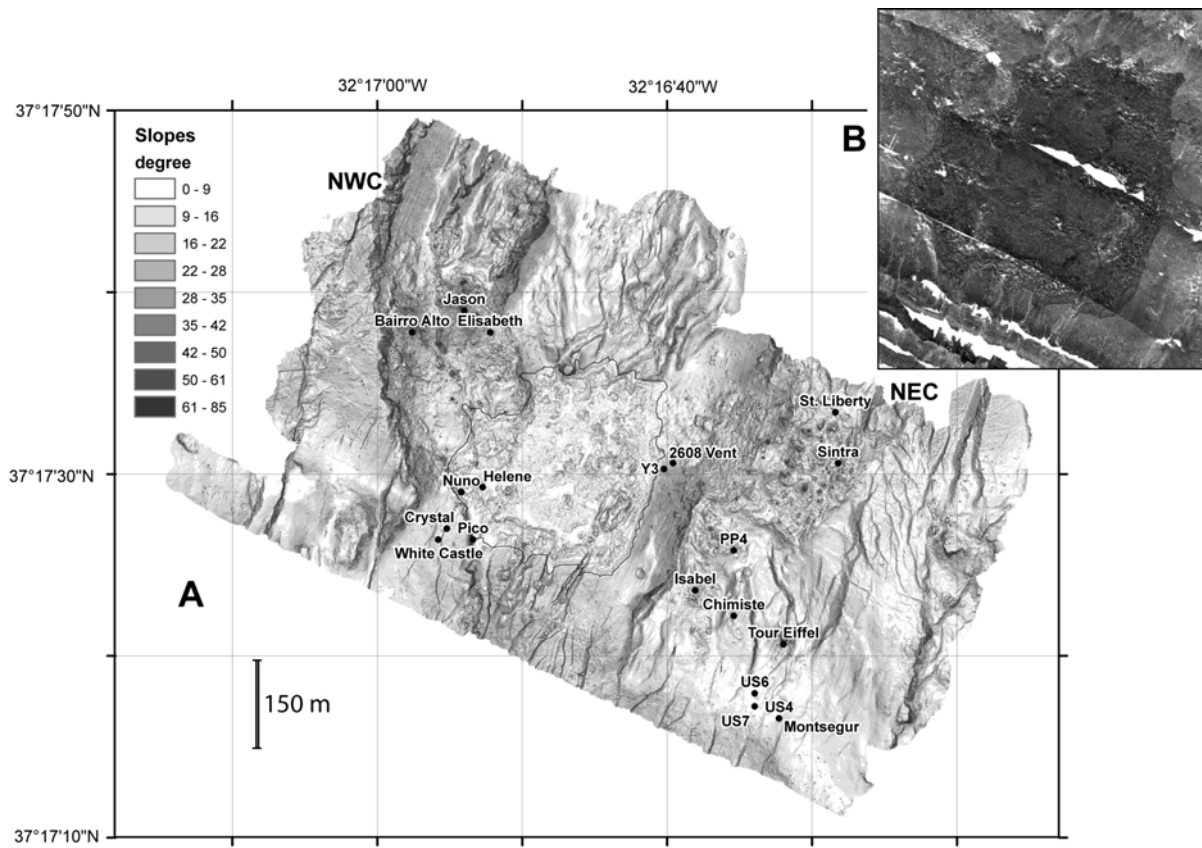 32°17'00"W
32°16'40"W
37°17'50"N
B
Slopes
degree
0 - 9
9 - 16
16 - 22
22 - 28
28 - 35
35 - 42
42 - 50
50 - 61
61 - 85
NWC
Jason
Bairro Alto
Elisabeth
NEC
St. Liberty
2608 Vent
Sintra
Y3
37°17'30"N
Nuno
Helene
Crystal
Pico
White Castle
PP4
A
Isabel
Chimiste
Tour Eiffel
150 m
US6
US7
US4
Montsegur
37°17'10"N